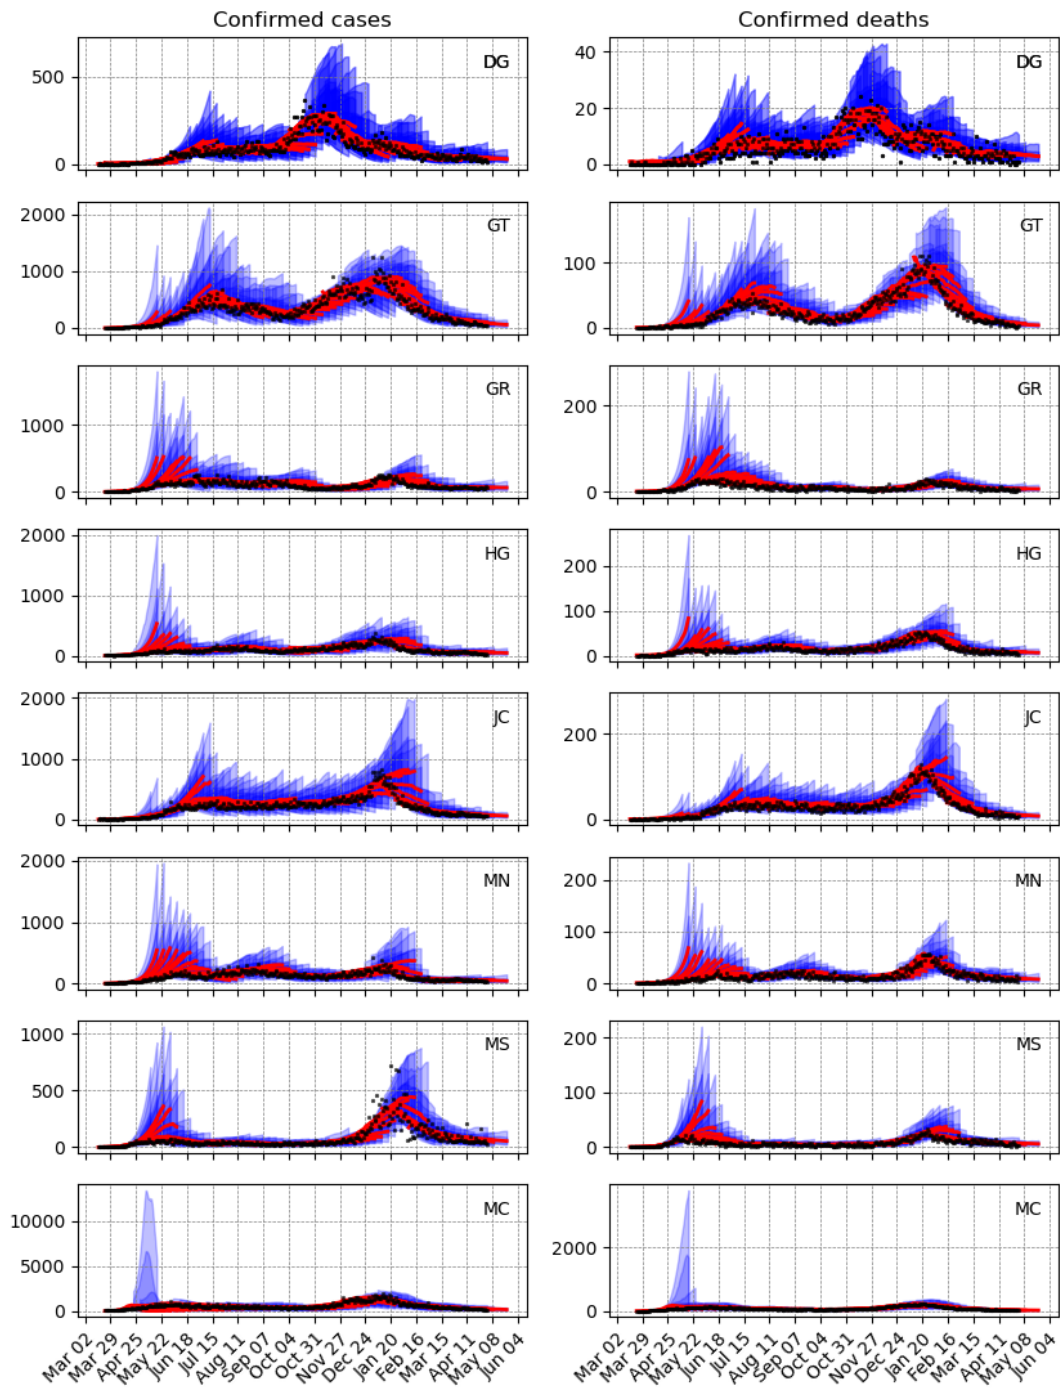 Confirmed cases
Confirmed deaths
500
0
DG
40
20
0
DG
2000
1000
0
GT
100
0
GT
1000
0
GR
200
0
GR
2000
1000
0
HG
200
100
0
HG
2000
1000
0
JC
200
0
JC
2000
1000
0
MN
200
100
0
MN
1000
500
0
MS
200
100
0
MS
10000
5000
0
MC
2000
0
MC
Mar 02
Mar 29
Apr 25
May 22
Jun 18
Jul 15
Aug 11
Sep 07
Oct 04
Oct 31
Nov 27
Dec 24
Jan 20
Feb 16
Mar 15
Apr 11
May 08
Jun 04
Mar 02
Mar 29
Apr 25
May 22
Jun 18
Jul 15
Aug 11
Sep 07
Oct 04
Oct 31
Nov 27
Dec 24
Jan 20
Feb 16
Mar 15
Apr 11
May 08
Jun 04